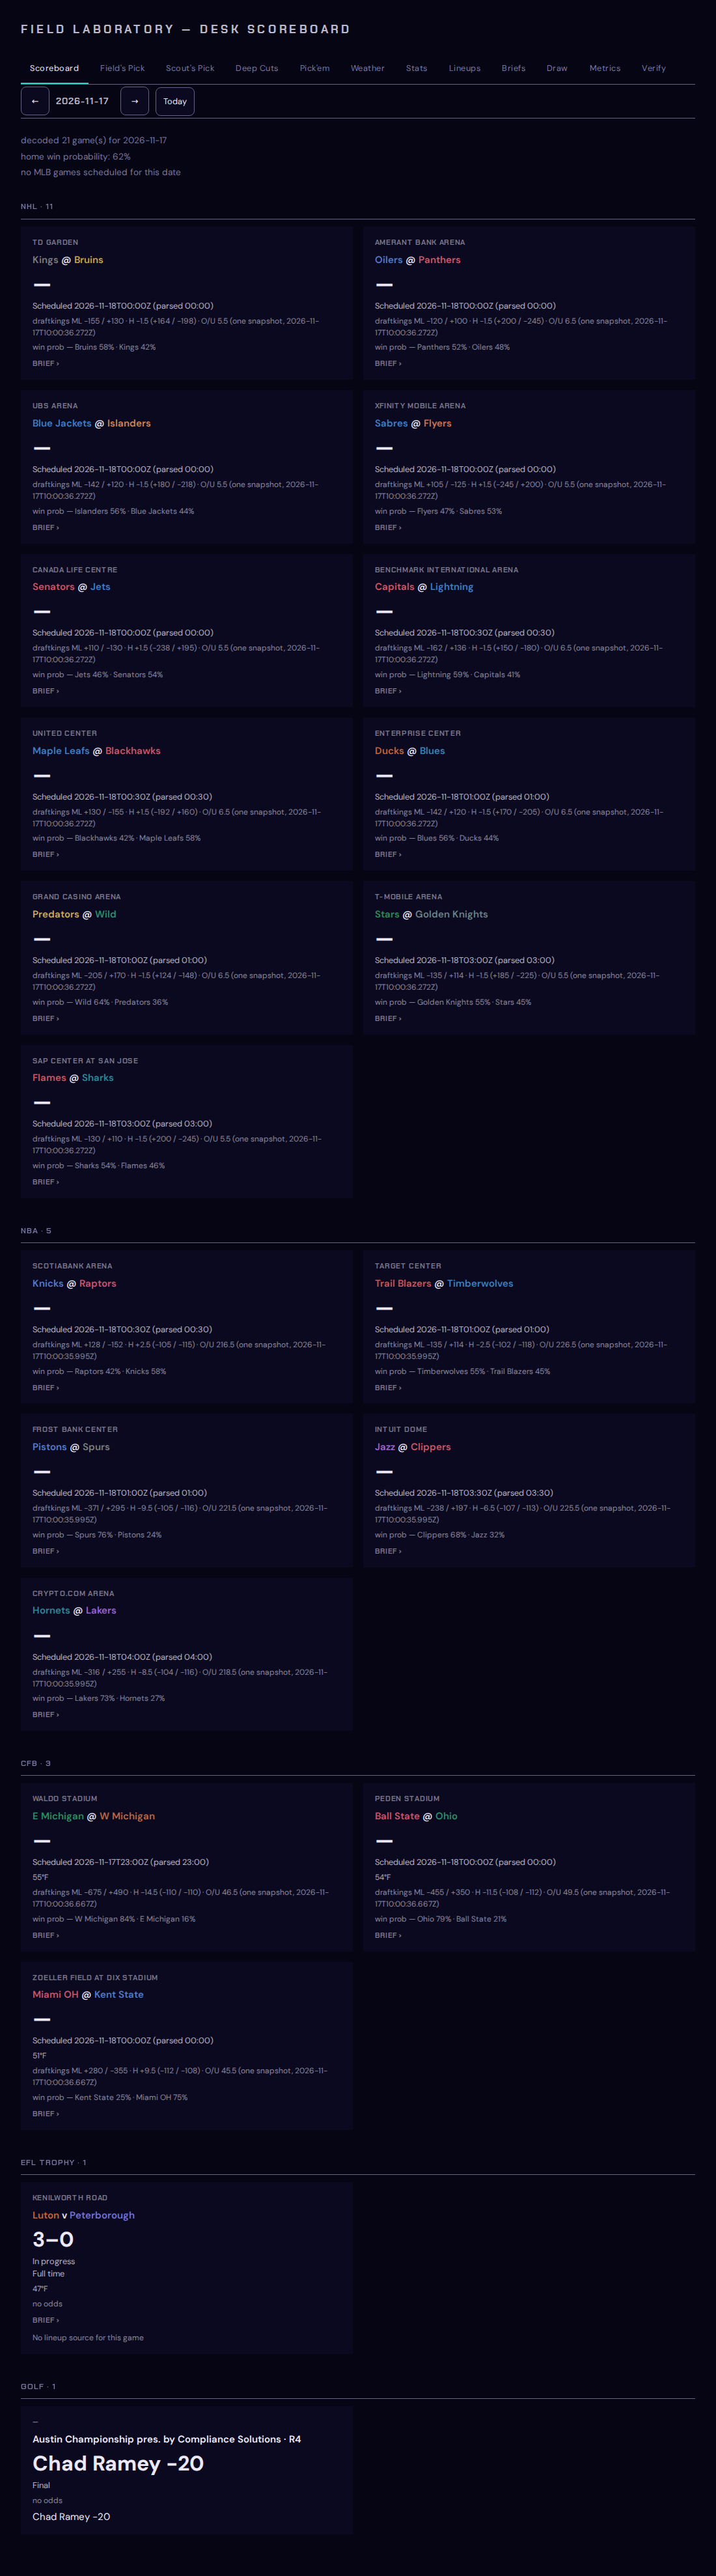 FIELD LABORATORY — DESK SCOREBOARD
Scoreboard Field's Pick Scout's Pick Deep Cuts Pick'em Weather Stats Lineups Briefs Draw Metrics Verify
← 2026-11-17 → Today
decoded 21 game(s) for 2026-11-17
home win probability: 62%
no MLB games scheduled for this date
NHL · 11
TD GARDEN
Kings @ Bruins
—
Scheduled 2026-11-18T00:00Z (parsed 00:00)
draftkings ML -155 / +130 · H -1.5 (+164 / -198) · O/U 6.5 (one snapshot, 2026-11-
17T10:00:36.272Z)
win prob — Bruins 58% · Kings 42%
BRIEF ›
AMERANT BANK ARENA
Oilers @ Panthers
—
Scheduled 2026-11-18T00:00Z (parsed 00:00)
draftkings ML -120 / +100 · H -1.5 (+200 / -245) · O/U 6.5 (one snapshot, 2026-11-
17T10:00:36.272Z)
win prob — Panthers 52% · Oilers 48%
BRIEF ›
UBS ARENA
Blue Jackets @ Islanders
—
Scheduled 2026-11-18T00:00Z (parsed 00:00)
draftkings ML -142 / +120 · H -1.5 (+180 / -218) · O/U 5.5 (one snapshot, 2026-11-
17T10:00:36.272Z)
win prob — Islanders 56% · Blue Jackets 44%
BRIEF ›
XFINITY MOBILE ARENA
Sabres @ Flyers
—
Scheduled 2026-11-18T00:00Z (parsed 00:00)
draftkings ML +105 / -125 · H +1.5 (-245 / +200) · O/U 5.5 (one snapshot, 2026-11-
17T10:00:36.272Z)
win prob — Flyers 47% · Sabres 53%
BRIEF ›
CANADA LIFE CENTRE
Senators @ Jets
—
Scheduled 2026-11-18T00:00Z (parsed 00:00)
draftkings ML +110 / -130 · H +1.5 (-238 / +195) · O/U 5.5 (one snapshot, 2026-11-
17T10:00:36.272Z)
win prob — Jets 46% · Senators 54%
BRIEF ›
BENCHMARK INTERNATIONAL ARENA
Capitals @ Lightning
—
Scheduled 2026-11-18T00:30Z (parsed 00:30)
draftkings ML -162 / +136 · H -1.5 (+150 / -180) · O/U 6.5 (one snapshot, 2026-11-
17T10:00:36.272Z)
win prob — Lightning 59% · Capitals 41%
BRIEF ›
UNITED CENTER
Maple Leafs @ Blackhawks
—
Scheduled 2026-11-18T00:30Z (parsed 00:30)
draftkings ML +130 / -155 · H +1.5 (-192 / +160) · O/U 6.5 (one snapshot, 2026-11-
17T10:00:36.272Z)
win prob — Blackhawks 42% · Maple Leafs 58%
BRIEF ›
ENTERPRISE CENTER
Ducks @ Blues
—
Scheduled 2026-11-18T01:00Z (parsed 01:00)
draftkings ML -142 / +120 · H -1.5 (+170 / -205) · O/U 6.5 (one snapshot, 2026-11-
17T10:00:36.272Z)
win prob — Blues 56% · Ducks 44%
BRIEF ›
GRAND CASINO ARENA
Predators @ Wild
—
Scheduled 2026-11-18T01:00Z (parsed 01:00)
draftkings ML -205 / +170 · H -1.5 (+124 / -148) · O/U 6.5 (one snapshot, 2026-11-
17T10:00:36.272Z)
win prob — Wild 64% · Predators 36%
BRIEF ›
T-MOBILE ARENA
Stars @ Golden Knights
—
Scheduled 2026-11-18T03:00Z (parsed 03:00)
draftkings ML -135 / +114 · H -1.5 (+185 / -225) · O/U 5.5 (one snapshot, 2026-11-
17T10:00:36.272Z)
win prob — Golden Knights 55% · Stars 45%
BRIEF ›
SAP CENTER AT SAN JOSE
Flames @ Sharks
—
Scheduled 2026-11-18T03:00Z (parsed 03:00)
draftkings ML -130 / +110 · H -1.5 (+200 / -245) · O/U 5.5 (one snapshot, 2026-11-
17T10:00:36.272Z)
win prob — Sharks 54% · Flames 46%
BRIEF ›
NBA · 5
SCOTIABANK ARENA
Knicks @ Raptors
—
Scheduled 2026-11-18T00:30Z (parsed 00:30)
draftkings ML +128 / -152 · H +2.5 (-105 / -115) · O/U 216.5 (one snapshot, 2026-11-
17T10:00:35.995Z)
win prob — Raptors 42% · Knicks 58%
BRIEF ›
TARGET CENTER
Trail Blazers @ Timberwolves
—
Scheduled 2026-11-18T01:00Z (parsed 01:00)
draftkings ML -135 / +114 · H -2.5 (-102 / -118) · O/U 226.5 (one snapshot, 2026-11-
17T10:00:35.995Z)
win prob — Timberwolves 55% · Trail Blazers 45%
BRIEF ›
FROST BANK CENTER
Pistons @ Spurs
—
Scheduled 2026-11-18T01:00Z (parsed 01:00)
draftkings ML -371 / +295 · H -9.5 (-105 / -116) · O/U 221.5 (one snapshot, 2026-11-
17T10:00:35.995Z)
win prob — Spurs 76% · Pistons 24%
BRIEF ›
INTUIT DOME
Jazz @ Clippers
—
Scheduled 2026-11-18T03:30Z (parsed 03:30)
draftkings ML -238 / +197 · H -6.5 (-107 / -113) · O/U 225.5 (one snapshot, 2026-11-
17T10:00:35.995Z)
win prob — Clippers 68% · Jazz 32%
BRIEF ›
CRYPTO.COM ARENA
Hornets @ Lakers
—
Scheduled 2026-11-18T04:00Z (parsed 04:00)
draftkings ML -316 / +255 · H -8.5 (-104 / -116) · O/U 218.5 (one snapshot, 2026-11-
17T10:00:35.995Z)
win prob — Lakers 73% · Hornets 27%
BRIEF ›
CFB · 3
WALDO STADIUM
E Michigan @ W Michigan
—
Scheduled 2026-11-17T23:00Z (parsed 23:00)
55°F
draftkings ML -675 / +490 · H -14.5 (-110 / -110) · O/U 46.5 (one snapshot, 2026-11-
17T10:00:36.667Z)
win prob — W Michigan 84% · E Michigan 16%
BRIEF ›
PEDEN STADIUM
Ball State @ Ohio
—
Scheduled 2026-11-18T00:00Z (parsed 00:00)
54°F
draftkings ML -455 / +350 · H -11.5 (-108 / -112) · O/U 49.5 (one snapshot, 2026-11-
17T10:00:36.667Z)
win prob — Ohio 79% · Ball State 21%
BRIEF ›
ZOELLER FIELD AT DIX STADIUM
Miami OH @ Kent State
—
Scheduled 2026-11-18T00:00Z (parsed 00:00)
51°F
draftkings ML +280 / -355 · H +9.5 (-112 / -108) · O/U 45.5 (one snapshot, 2026-11-
17T10:00:36.667Z)
win prob — Kent State 25% · Miami OH 75%
BRIEF ›
EFL TROPHY · 1
KENILWORTH ROAD
Luton v Peterborough
3–0
In progress
Full time
47°F
no odds
BRIEF ›
No lineup source for this game
GOLF · 1
—
Austin Championship pres. by Compliance Solutions · R4
Chad Ramey -20
Final
no odds
Chad Ramey -20